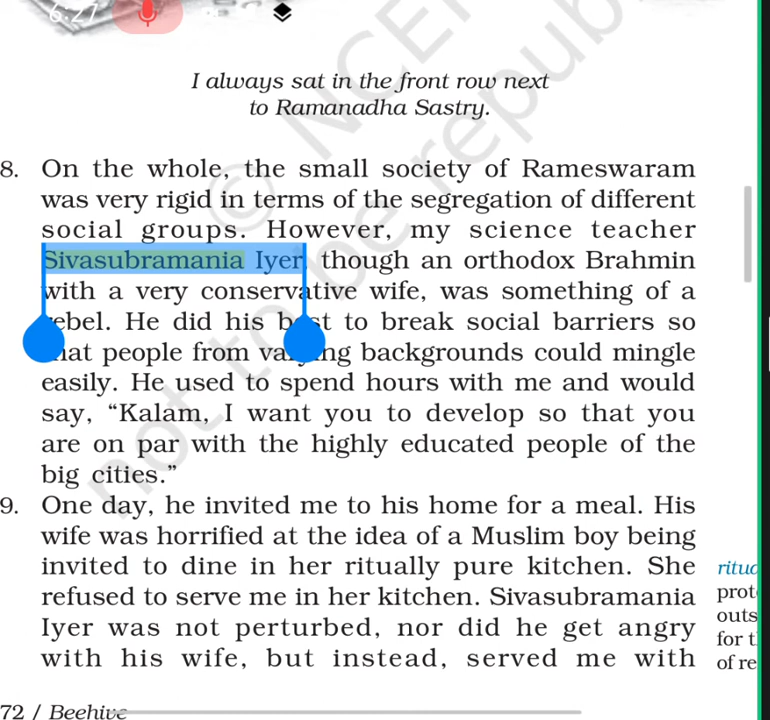 6:27
I always sat in the front row next
to Ramanadha Sastry.
8. On the whole, the small society of Rameswaram
was very rigid in terms of the segregation of different
social groups. However, my science teacher
Sivasubramania Iyer, though an orthodox Brahmin
with a very conservative wife, was something of a
rebel. He did his best to break social barriers so
that people from varying backgrounds could mingle
easily. He used to spend hours with me and would
say, “Kalam, I want you to develop so that you
are on par with the highly educated people of the
big cities.”
9. One day, he invited me to his home for a meal. His
wife was horrified at the idea of a Muslim boy being
invited to dine in her ritually pure kitchen. She
refused to serve me in her kitchen. Sivasubramania
Iyer was not perturbed, nor did he get angry
with his wife, but instead, served me with
72 / Beehive
© NCER
not to be repub